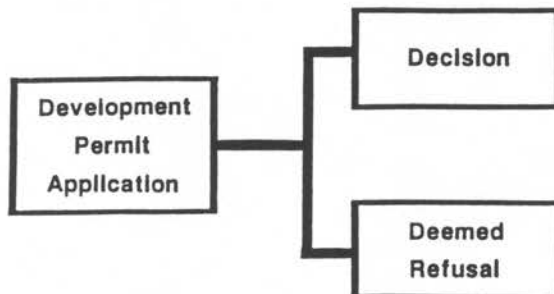 Development
Permit
Application
Decision
Deemed
Refusal